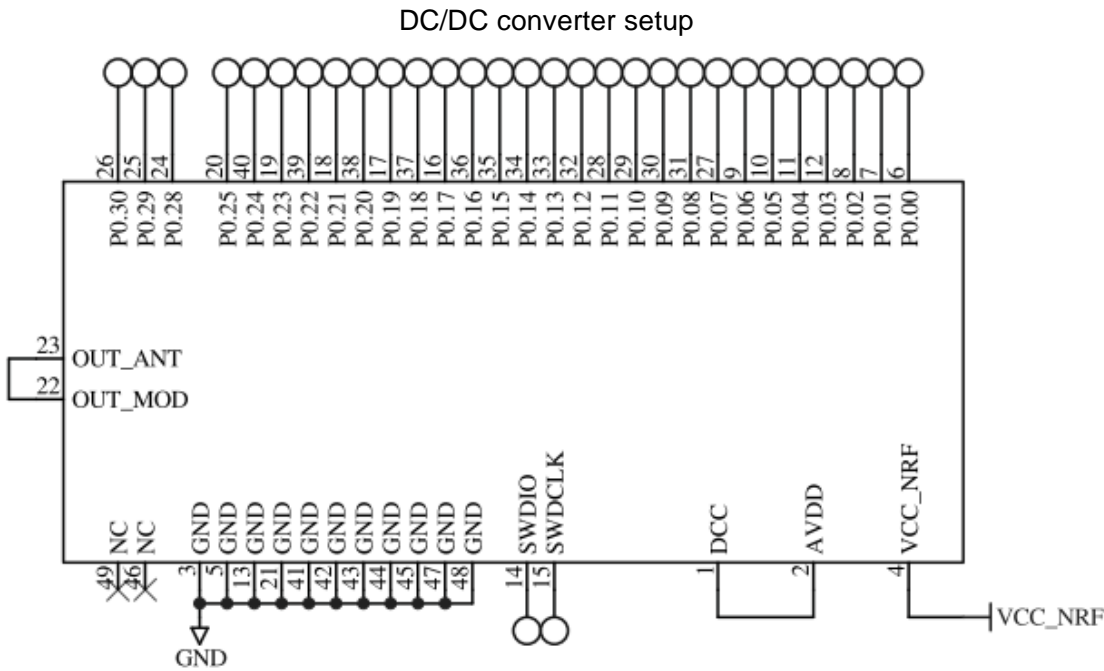 DC/DC converter setup
26 25 24 20 40 19 39 18 38 17 37 16 36 35 34 33 32 28 29 30 31 27 9 10 11 12 8 7 6
P0.30 P0.29 P0.28 P0.25 P0.24 P0.23 P0.22 P0.21 P0.20 P0.19 P0.18 P0.17 P0.16 P0.15 P0.14 P0.13 P0.12 P0.11 P0.10 P0.09 P0.08 P0.07 P0.06 P0.05 P0.04 P0.03 P0.02 P0.01 P0.00
23 OUT_ANT
22 OUT_MOD
NC NC GND GND GND GND GND GND GND GND GND GND GND SWDIO SWDCLK DCC AVDD VCC_NRF
49 46 3 5 13 21 41 42 43 44 45 47 48 14 15 1 2 4
VCC_NRF
GND